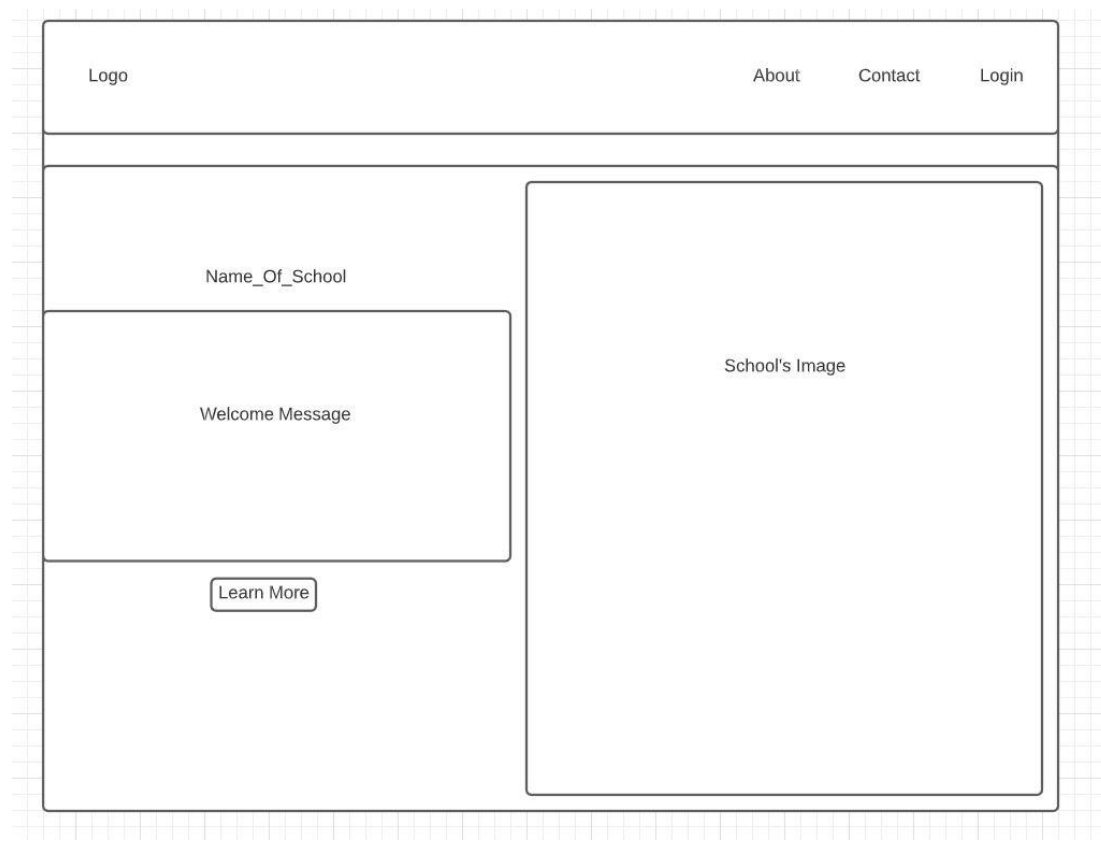 Logo
About
Contact
Login
Name_Of_School
Welcome Message
Learn More
School's Image